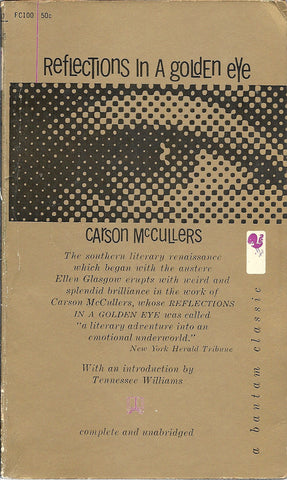 FC100 50c
Reflections In A golden eye
Carson McCullers
The southern literary renaissance
which began with the austere
Ellen Glasgow erupts with weird and
splendid brilliance in the work of
Carson McCullers, whose REFLECTIONS
IN A GOLDEN EYE was called
"a literary adventure into an
emotional underworld."
New York Herald Tribune
With an introduction by
Tennessee Williams
complete and unabridged
a bantam classic